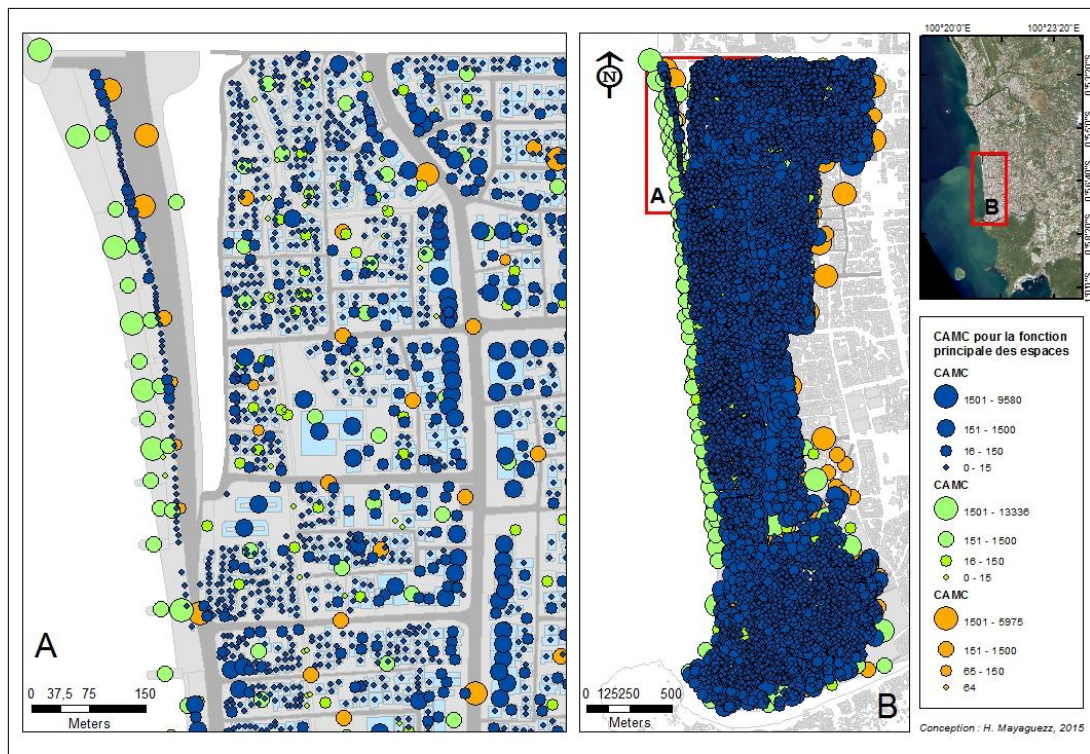 A
0 37,5 75 150
Meters
N
A
B
0 125250 500
Meters
100°20'0"E 100°23'20"E
B
CAMC pour la fonction
principale des espaces
CAMC
1501 - 9580
151 - 1500
16 - 150
0 - 15
CAMC
1501 - 13336
151 - 1500
16 - 150
0 - 15
CAMC
1501 - 5975
151 - 1500
65 - 150
64
Conception : H. Mayaguezz, 2015